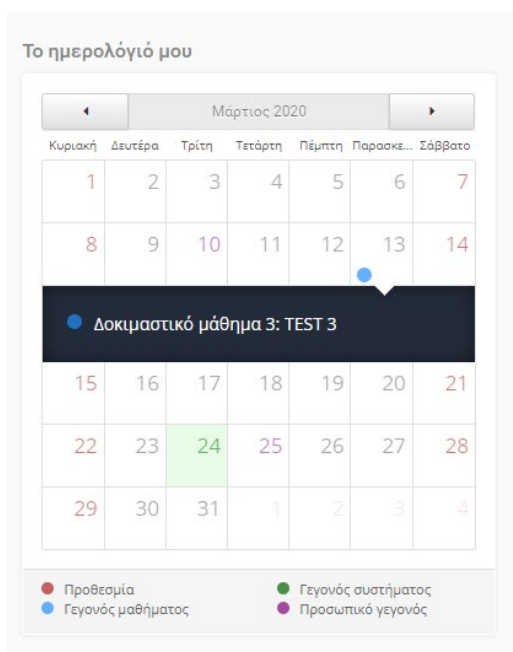 Το ημερολόγιό μου
Μάρτιος 2020
Κυριακή Δευτέρα Τρίτη Τετάρτη Πέμπτη Παρασκε... Σάββατο
1 2 3 4 5 6 7
8 9 10 11 12 13 14
Δοκιμαστικό μάθημα 3: TEST 3
15 16 17 18 19 20 21
22 23 24 25 26 27 28
29 30 31 1 2 3 4
Προθεσμία Γεγονός συστήματος
Γεγονός μαθήματος Προσωπικό γεγονός